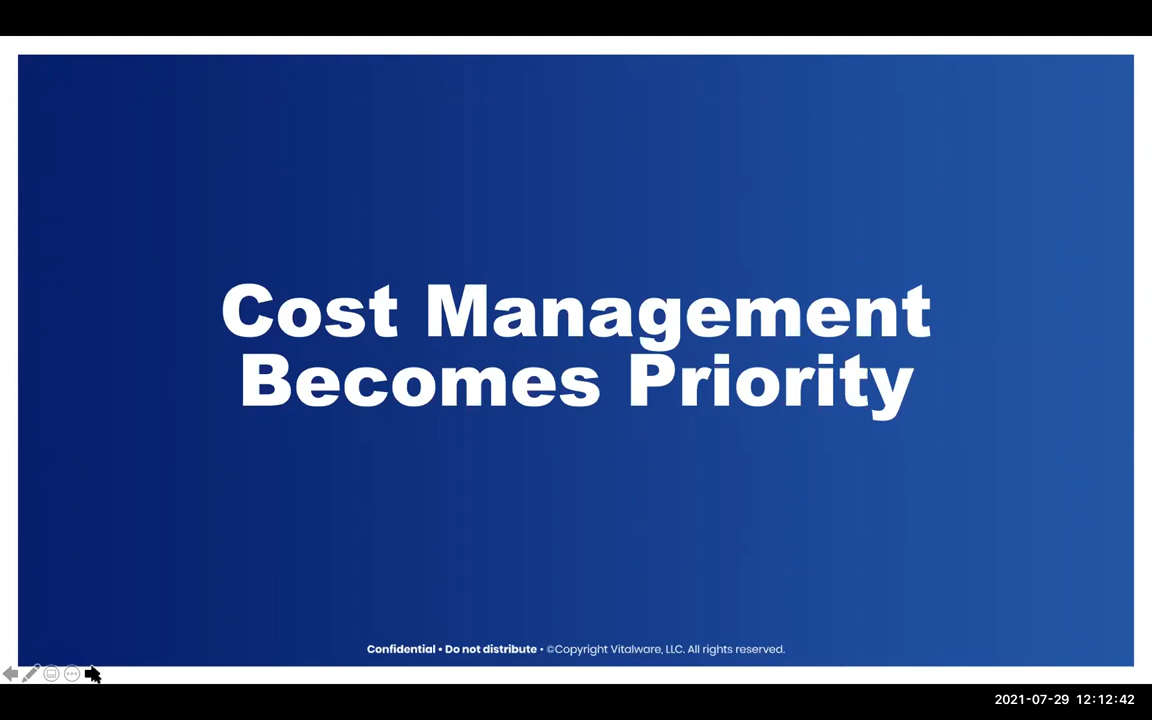 Cost Management
Becomes Priority
Confidential • Do not distribute • ©Copyright Vitalware, LLC. All rights reserved.
2021-07-29 12:12:42